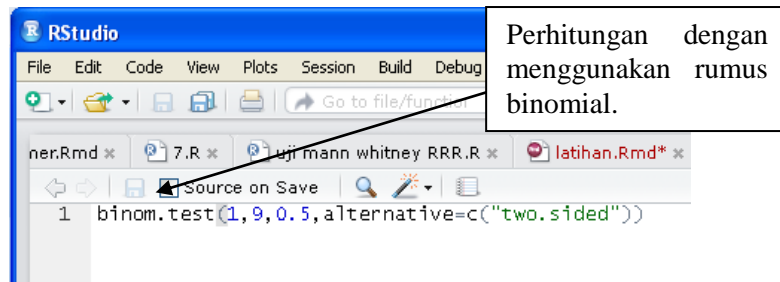 RStudio
File Edit Code View Plots Session Build Debug
Go to file/function
Perhitungan dengan
menggunakan rumus
binomial.
ner.Rmd × 7.R × uji mann whitney RRR.R × latihan.Rmd* ×
Source on Save
1 binom.test(1,9,0.5,alternative=c("two.sided"))